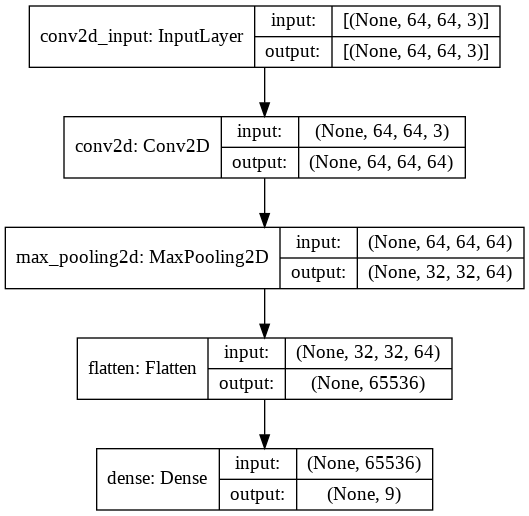 conv2d_input: InputLayer
input: [(None, 64, 64, 3)]
output: [(None, 64, 64, 3)]
conv2d: Conv2D
input: (None, 64, 64, 3)
output: (None, 64, 64, 64)
max_pooling2d: MaxPooling2D
input: (None, 64, 64, 64)
output: (None, 32, 32, 64)
flatten: Flatten
input: (None, 32, 32, 64)
output: (None, 65536)
dense: Dense
input: (None, 65536)
output: (None, 9)